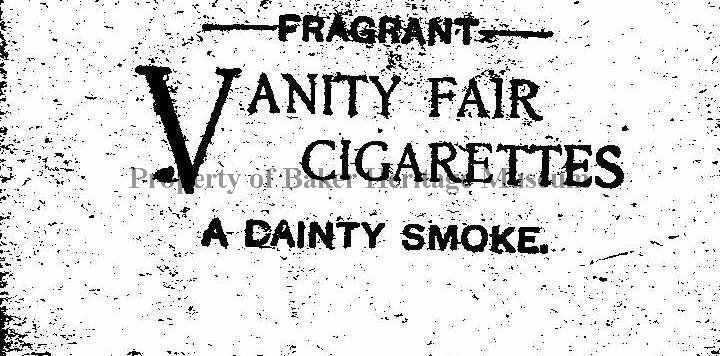 FRAGRANT
VANITY FAIR
CIGARETTES
Property of Baker Heritage Museum
A DAINTY SMOKE.